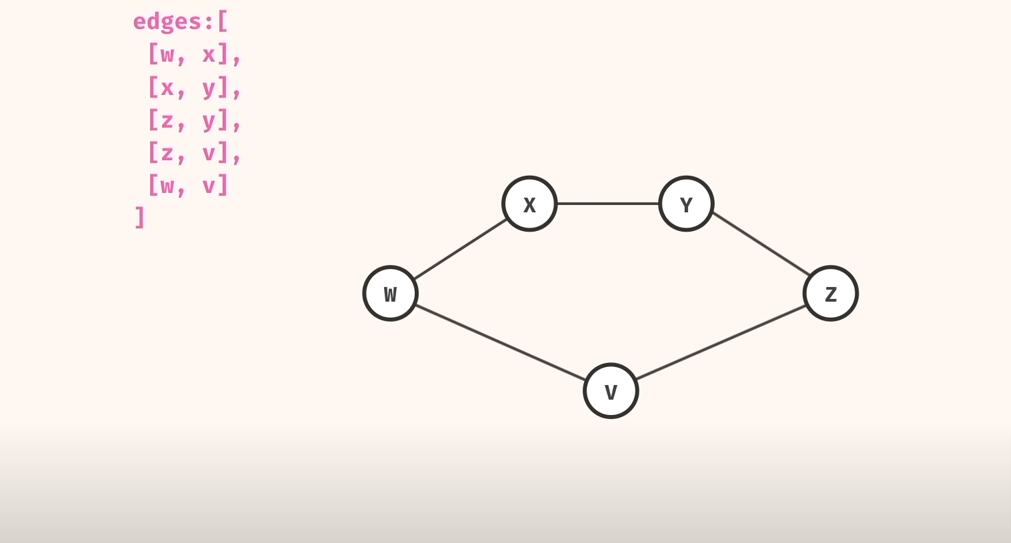 edges:[
[w, x],
[x, y],
[z, y],
[z, v],
[w, v]
]
X
Y
W
Z
V